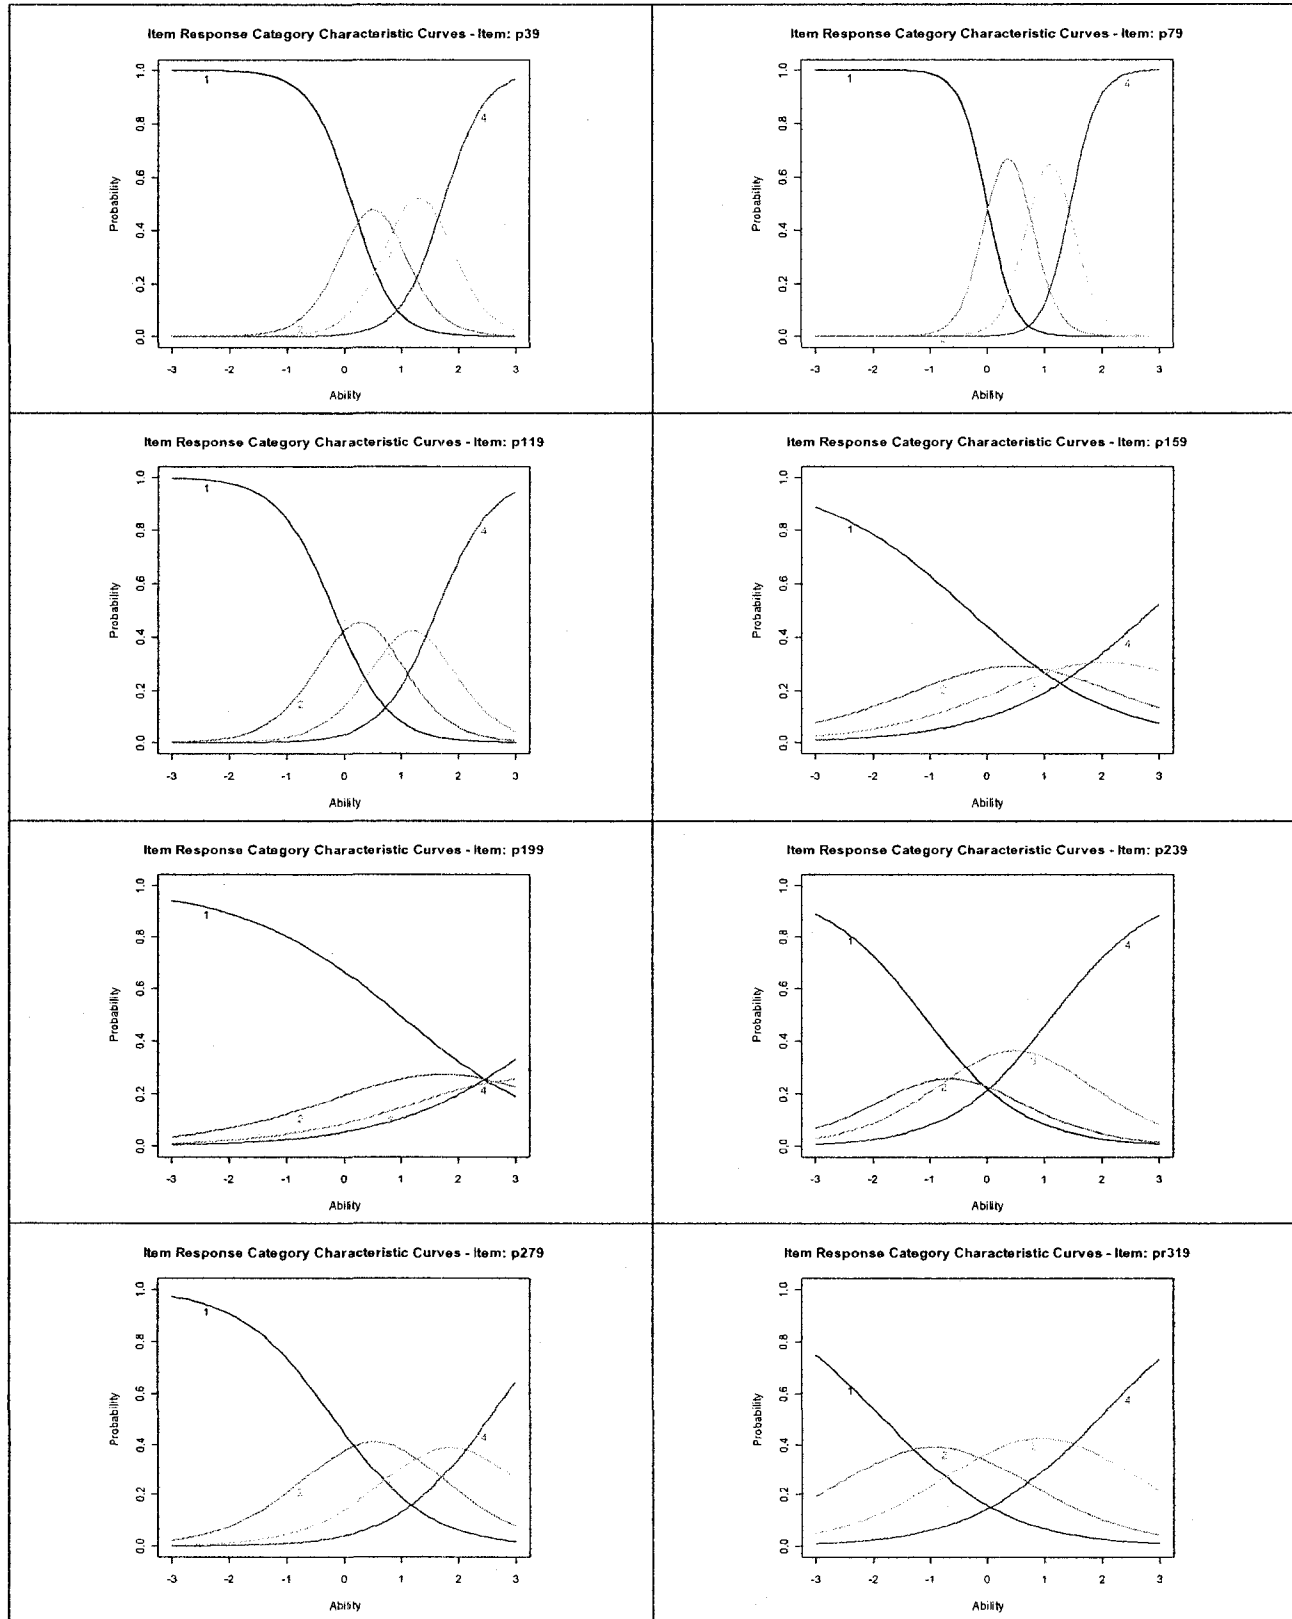 Item Response Category Characteristic Curves - Item: p39
Probability
1.0
0.8
0.6
0.4
0.2
0.0
1
2
4
-3 -2 -1 0 1 2 3
Ability
Item Response Category Characteristic Curves - Item: p79
Probability
1.0
0.8
0.6
0.4
0.2
0.0
1
4
-3 -2 -1 0 1 2 3
Ability
Item Response Category Characteristic Curves - Item: p119
Probability
1.0
0.8
0.6
0.4
0.2
0.0
1
2
4
-3 -2 -1 0 1 2 3
Ability
Item Response Category Characteristic Curves - Item: p159
Probability
1.0
0.8
0.6
0.4
0.2
0.0
1
2
3
4
-3 -2 -1 0 1 2 3
Ability
Item Response Category Characteristic Curves - Item: p199
Probability
1.0
0.8
0.6
0.4
0.2
0.0
1
2
4
-3 -2 -1 0 1 2 3
Ability
Item Response Category Characteristic Curves - Item: p239
Probability
1.0
0.8
0.6
0.4
0.2
0.0
1
2
3
4
-3 -2 -1 0 1 2 3
Ability
Item Response Category Characteristic Curves - Item: p279
Probability
1.0
0.8
0.6
0.4
0.2
0.0
1
2
4
-3 -2 -1 0 1 2 3
Ability
Item Response Category Characteristic Curves - Item: pr319
Probability
1.0
0.8
0.6
0.4
0.2
0.0
1
2
4
-3 -2 -1 0 1 2 3
Ability